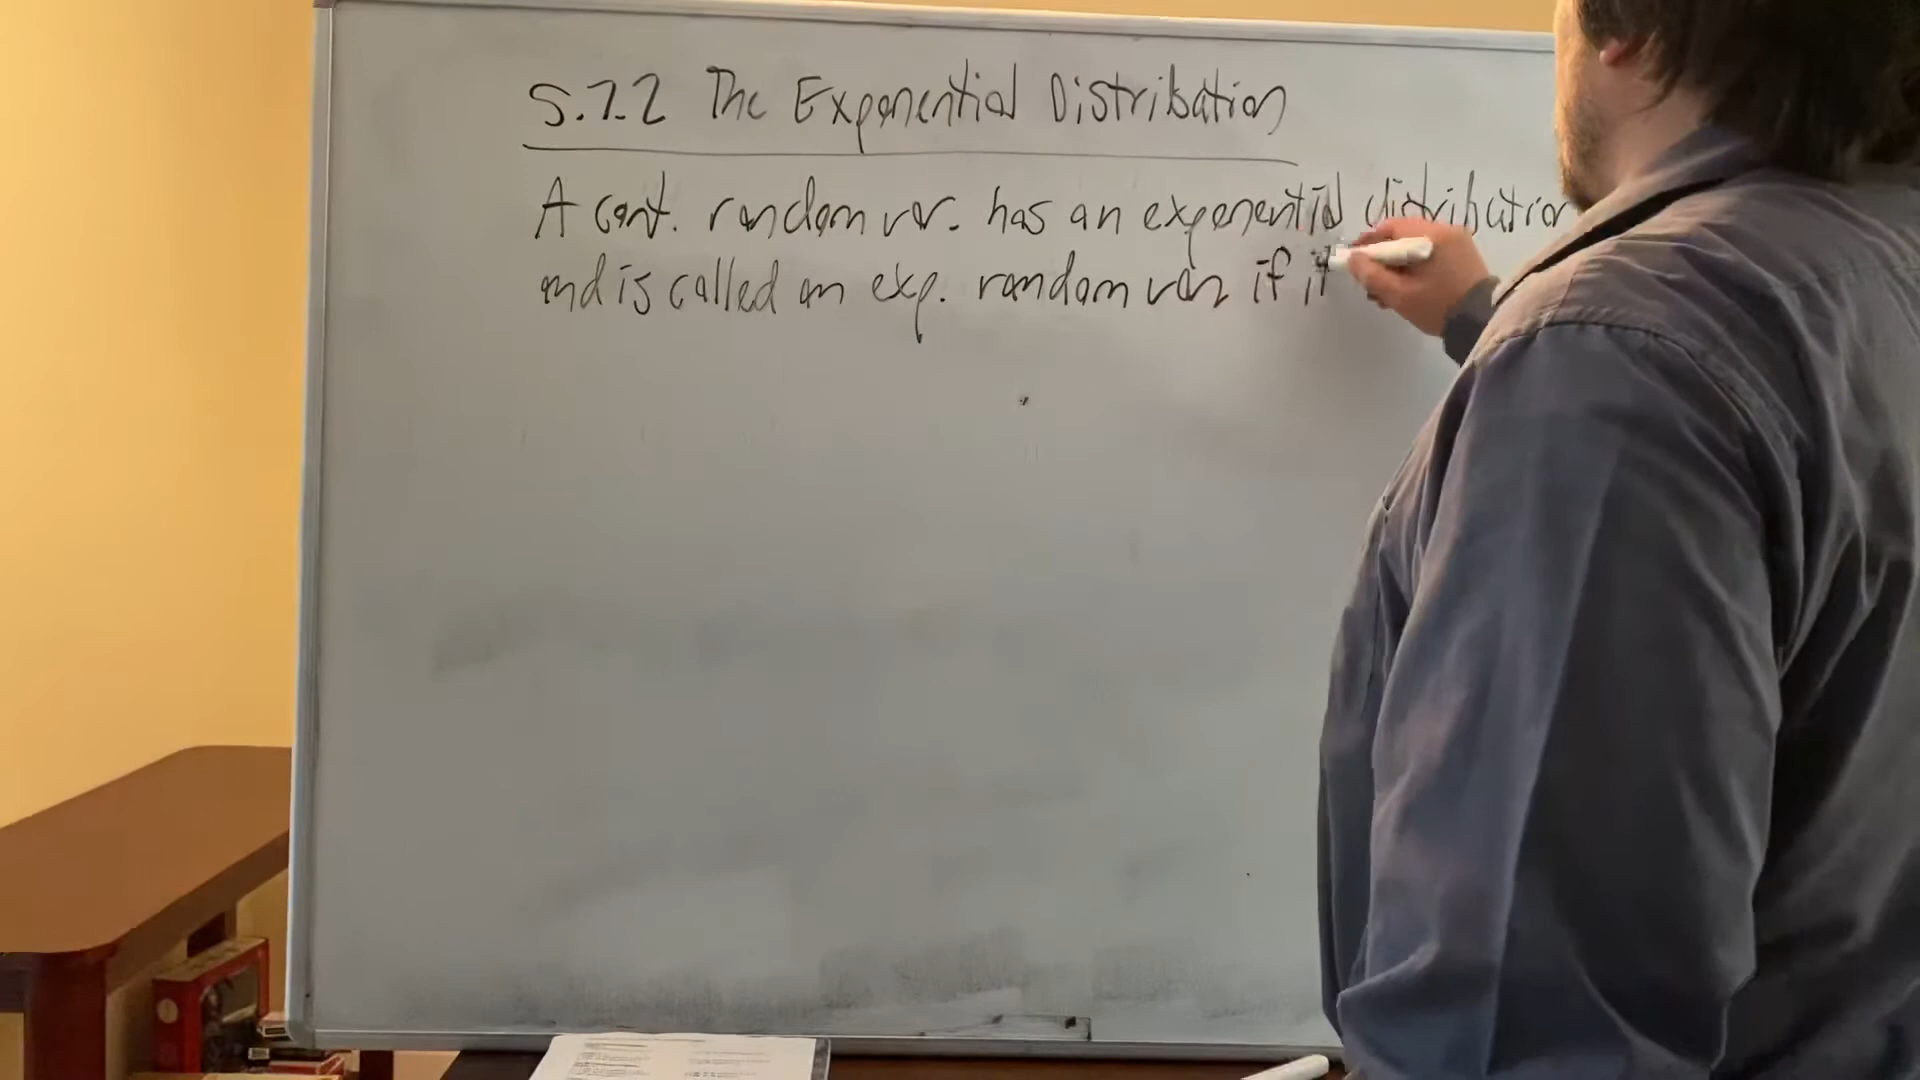 5.7.2 The Exponential Distribution
A cont. random var. has an exponential distribution
and is called an exp. random var if it